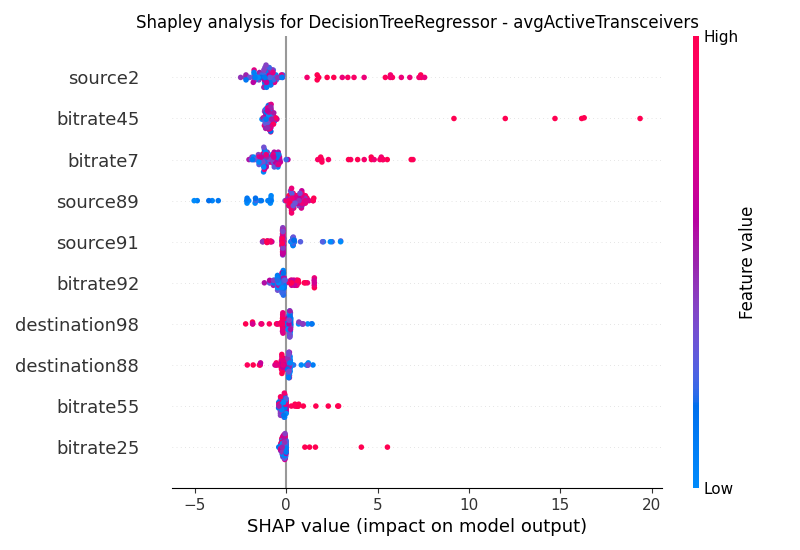 Shapley analysis for DecisionTreeRegressor - avgActiveTransceivers
High
source2
bitrate45
bitrate7
source89
source91
bitrate92
destination98
destination88
bitrate55
bitrate25
Feature value
Low
−5 0 5 10 15 20
SHAP value (impact on model output)